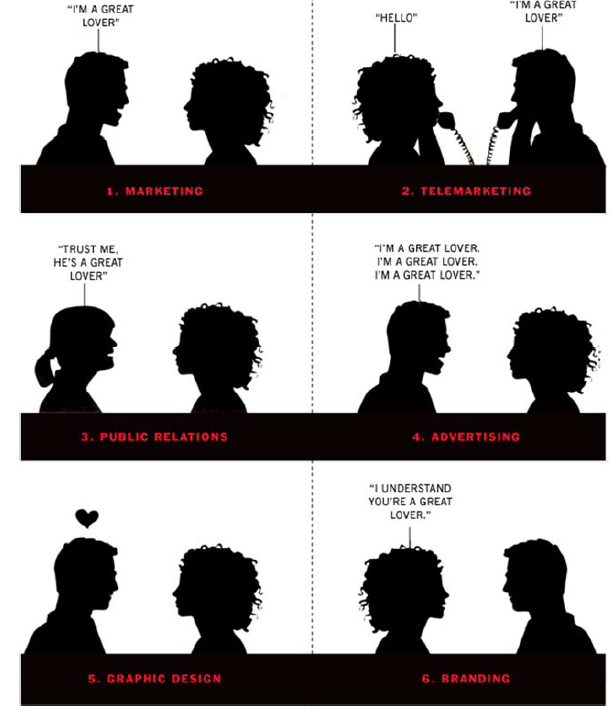 "I'M A GREAT
LOVER"
"HELLO"
"I'M A GREAT
LOVER"
1. MARKETING
2. TELEMARKETING
"TRUST ME,
HE'S A GREAT
LOVER"
"I'M A GREAT LOVER.
I'M A GREAT LOVER.
I'M A GREAT LOVER."
3. PUBLIC RELATIONS
4. ADVERTISING
"I UNDERSTAND
YOU'RE A GREAT
LOVER."
5. GRAPHIC DESIGN
6. BRANDING